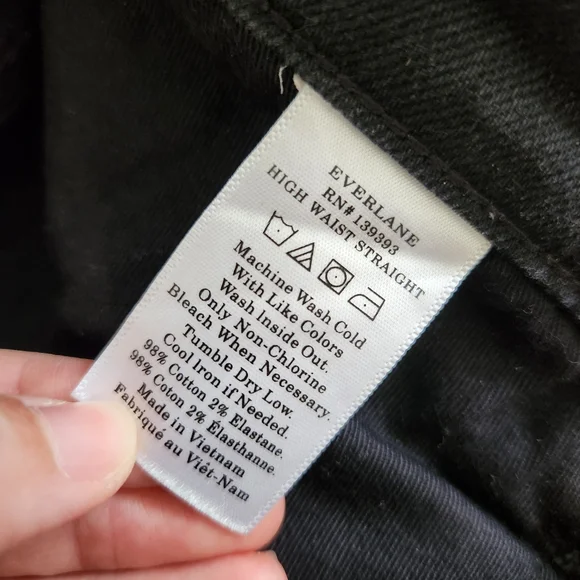 EVERLANE
RN# 139393
HIGH WAIST STRAIGHT
Machine Wash Cold
With Like Colors
Wash Inside Out.
Only Non-Chlorine
Bleach When Necessary.
Tumble Dry Low.
Cool Iron if Needed.
98% Cotton 2% Elastane.
98% Coton 2% Élasthanne.
Made in Vietnam
Fabriqué au Viêt-Nam